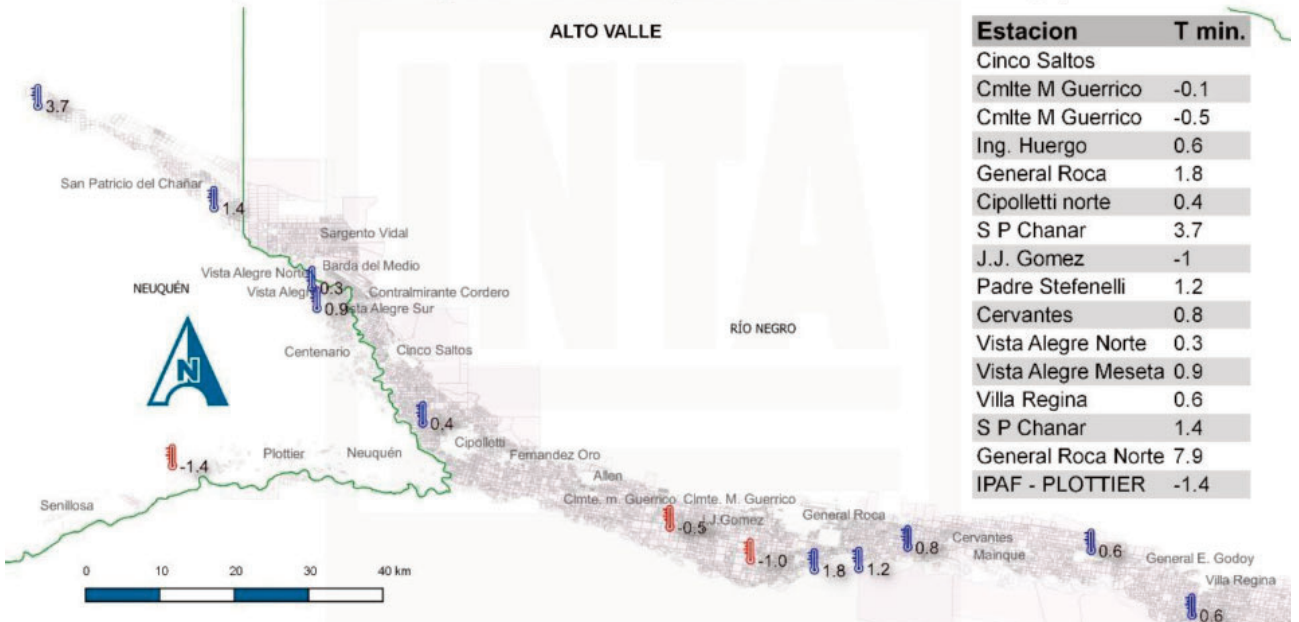 ALTO VALLE
Estacion T min.
Cinco Saltos
Cmlte M Guerrico -0.1
Cmlte M Guerrico -0.5
Ing. Huergo 0.6
General Roca 1.8
Cipolletti norte 0.4
S P Chanar 3.7
J.J. Gomez -1
Padre Stefenelli 1.2
Cervantes 0.8
Vista Alegre Norte 0.3
Vista Alegre Meseta 0.9
Villa Regina 0.6
S P Chanar 1.4
General Roca Norte 7.9
IPAF - PLOTTIER -1.4
INTA
3.7
San Patricio del Chañar
1.4
Sargento Vidal
Barda del Medio
Vista Alegre Norte
0.3
NEUQUÉN
Vista Alegre
Contralmirante Cordero
0.9
Vista Alegre Sur
RÍO NEGRO
Centenario
Cinco Saltos
N
0.4
Cipolletti
Plottier
Neuquén
Fernandez Oro
-1.4
Allen
Senillosa
Clmte. m. Guerrico
Clmte. M. Guerrico
-0.5
J.J.Gomez
General Roca
0.8
Cervantes
Mainque
0.6
General E. Godoy
-1.0
1.8
1.2
Villa Regina
0.6
0 10 20 30 40 km